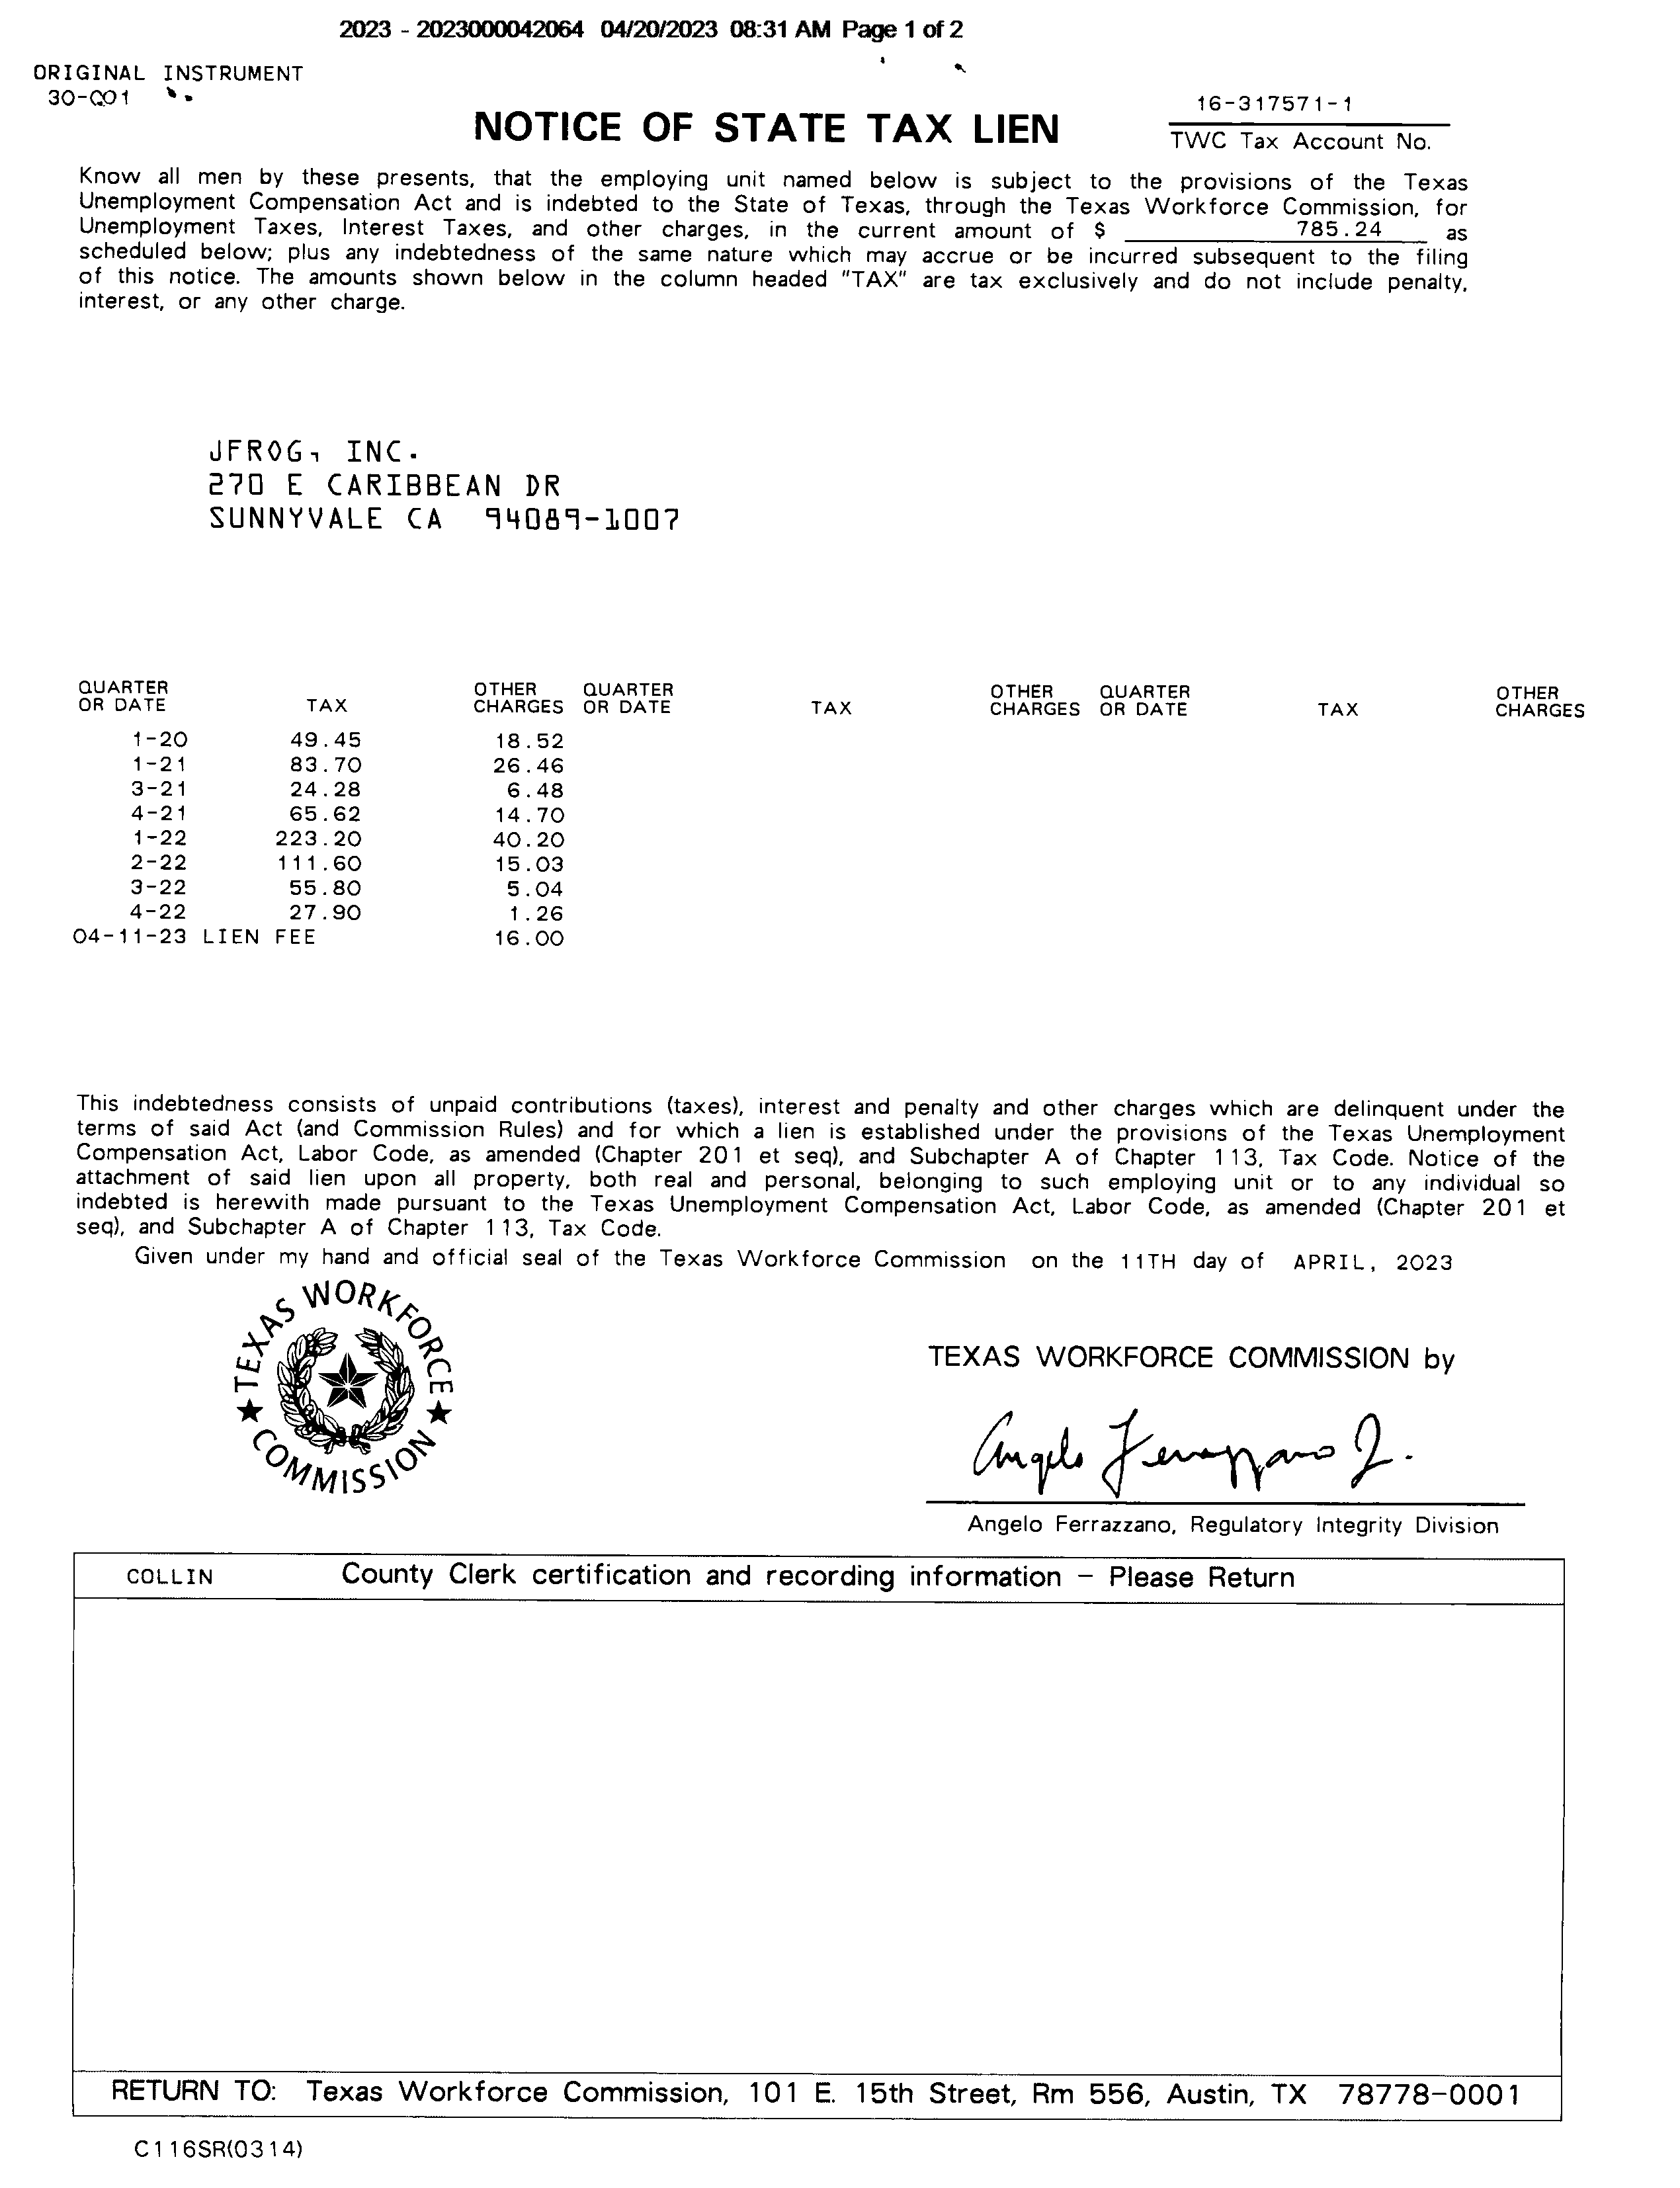 2023 - 2023000042064 04/20/2023 08:31 AM Page 1 of 2
ORIGINAL INSTRUMENT
30-001
16-317571-1
NOTICE OF STATE TAX LIEN
TWC Tax Account No.
Know all men by these presents, that the employing unit named below is subject to the provisions of the Texas
Unemployment Compensation Act and is indebted to the State of Texas, through the Texas Workforce Commission, for
Unemployment Taxes, Interest Taxes, and other charges, in the current amount of $ 785.24 as
scheduled below; plus any indebtedness of the same nature which may accrue or be incurred subsequent to the filing
of this notice. The amounts shown below in the column headed "TAX" are tax exclusively and do not include penalty,
interest, or any other charge.
JFROG, INC.
270 E CARIBBEAN DR
SUNNYVALE CA 94089-1007
QUARTER OTHER QUARTER OTHER QUARTER OTHER
OR DATE TAX CHARGES OR DATE TAX CHARGES OR DATE TAX CHARGES
1-20 49.45 18.52
1-21 83.70 26.46
3-21 24.28 6.48
4-21 65.62 14.70
1-22 223.20 40.20
2-22 111.60 15.03
3-22 55.80 5.04
4-22 27.90 1.26
04-11-23 LIEN FEE 16.00
This indebtedness consists of unpaid contributions (taxes), interest and penalty and other charges which are delinquent under the
terms of said Act (and Commission Rules) and for which a lien is established under the provisions of the Texas Unemployment
Compensation Act, Labor Code, as amended (Chapter 201 et seq), and Subchapter A of Chapter 113, Tax Code. Notice of the
attachment of said lien upon all property, both real and personal, belonging to such employing unit or to any individual so
indebted is herewith made pursuant to the Texas Unemployment Compensation Act, Labor Code, as amended (Chapter 201 et
seq), and Subchapter A of Chapter 113, Tax Code.
Given under my hand and official seal of the Texas Workforce Commission on the 11TH day of APRIL, 2023
TEXAS WORKFORCE
COMMISSION
TEXAS WORKFORCE COMMISSION by
Angelo Ferrazzano Jr.
Angelo Ferrazzano, Regulatory Integrity Division
COLLIN County Clerk certification and recording information - Please Return
RETURN TO: Texas Workforce Commission, 101 E. 15th Street, Rm 556, Austin, TX 78778-0001
C116SR(0314)